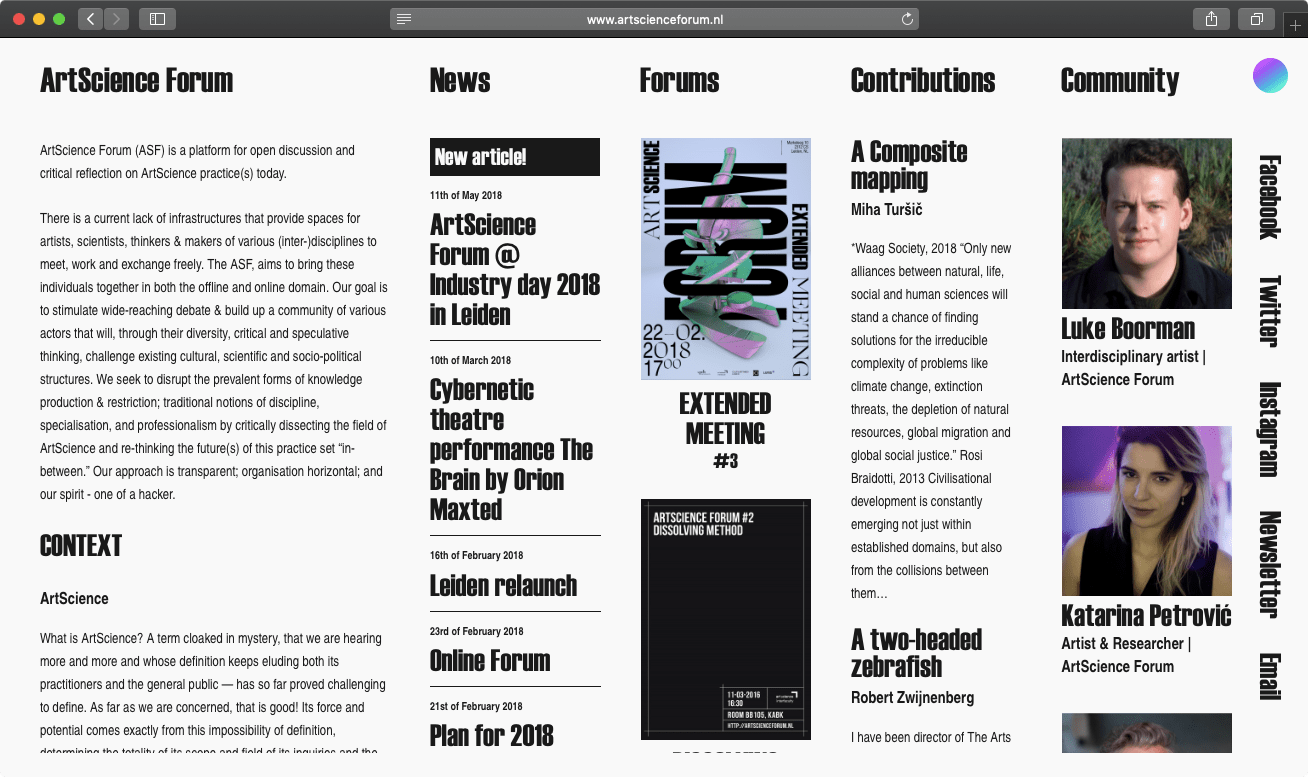 www.artscienceforum.nl
ArtScience Forum
ArtScience Forum (ASF) is a platform for open discussion and
critical reflection on ArtScience practice(s) today.
There is a current lack of infrastructures that provide spaces for
artists, scientists, thinkers & makers of various (inter-)disciplines to
meet, work and exchange freely. The ASF, aims to bring these
individuals together in both the offline and online domain. Our goal is
to stimulate wide-reaching debate & build up a community of various
actors that will, through their diversity, critical and speculative
thinking, challenge existing cultural, scientific and socio-political
structures. We seek to disrupt the prevalent forms of knowledge
production & restriction; traditional notions of discipline,
specialisation, and professionalism by critically dissecting the field of
ArtScience and re-thinking the future(s) of this practice set “in-
between.” Our approach is transparent; organisation horizontal; and
our spirit - one of a hacker.
CONTEXT
ArtScience
What is ArtScience? A term cloaked in mystery, that we are hearing
more and more and whose definition keeps eluding both its
practitioners and the general public — has so far proved challenging
to define. As far as we are concerned, that is good! Its force and
potential comes exactly from this impossibility of definition,
determining the totality of its scope and field of its inquiries and the
News
New article!
11th of May 2018
ArtScience
Forum @
Industry day 2018
in Leiden
10th of March 2018
Cybernetic
theatre
performance The
Brain by Orion
Maxted
16th of February 2018
Leiden relaunch
23rd of February 2018
Online Forum
21st of February 2018
Plan for 2018
Forums
ARTSCIENCE
FORUM
EXTENDED MEETING
22–02.
2018
17⁰⁰
EXTENDED
MEETING
#3
ARTSCIENCE FORUM #2
DISSOLVING METHOD
11-03-2016
16:30
ROOM BB 105, KABK
HTTP://ARTSCIENCEFORUM.NL
Contributions
A Composite
mapping
Miha Turšič
*Waag Society, 2018 “Only new
alliances between natural, life,
social and human sciences will
stand a chance of finding
solutions for the irreducible
complexity of problems like
climate change, extinction
threats, the depletion of natural
resources, global migration and
global social justice.” Rosi
Braidotti, 2013 Civilisational
development is constantly
emerging not just within
established domains, but also
from the collisions between
them…
A two-headed
zebrafish
Robert Zwijnenberg
I have been director of The Arts
Community
Luke Boorman
Interdisciplinary artist |
ArtScience Forum
Katarina Petrović
Artist & Researcher |
ArtScience Forum
Facebook
Twitter
Instagram
Newsletter
Email